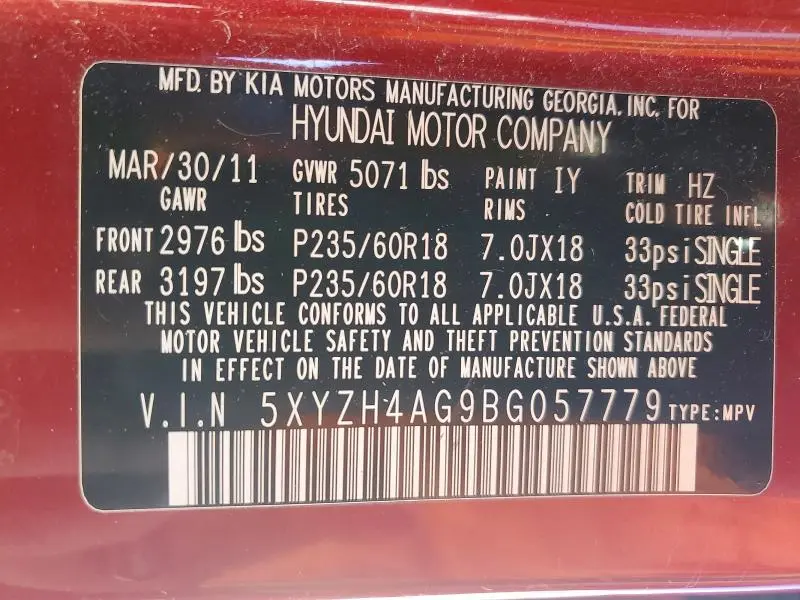 MFD. BY KIA MOTORS MANUFACTURING GEORGIA, INC. FOR
HYUNDAI MOTOR COMPANY
MAR/30/11 GVWR 5071 lbs PAINT IY TRIM HZ
GAWR TIRES RIMS COLD TIRE INFL
FRONT 2976 lbs P235/60R18 7.0JX18 33psi SINGLE
REAR 3197 lbs P235/60R18 7.0JX18 33psi SINGLE
THIS VEHICLE CONFORMS TO ALL APPLICABLE U.S.A. FEDERAL
MOTOR VEHICLE SAFETY AND THEFT PREVENTION STANDARDS
IN EFFECT ON THE DATE OF MANUFACTURE SHOWN ABOVE
V.I.N 5XYZH4AG9BG057779 TYPE:MPV